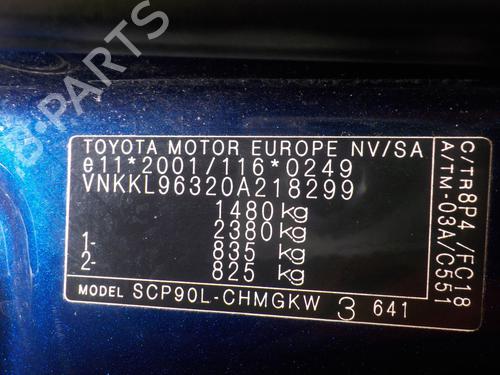 B-PARTS
TOYOTA MOTOR EUROPE NV/SA
e11*2001/116*0249
VNKKL96320A218299
1480 Kg
2380 Kg
1- 835 Kg
2- 825 Kg
MODEL SCP90L-CHMGKW 3 641
C/TR8P4 /FC18
A/TM-03A/C551